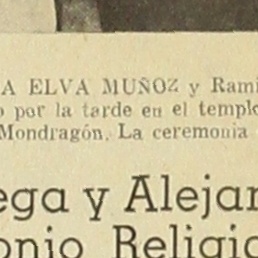 A ELVA MUÑOZ y Rami
o por la tarde en el templ
Mondragón. La ceremonia
ega y Alejan
onio Religio